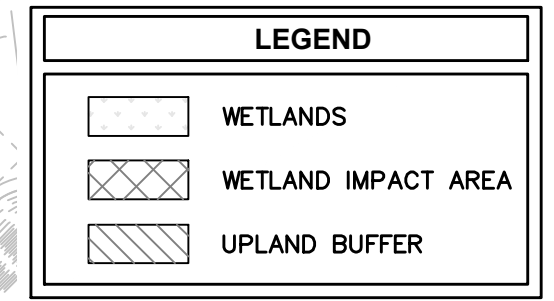 LEGEND
WETLANDS
WETLAND IMPACT AREA
UPLAND BUFFER